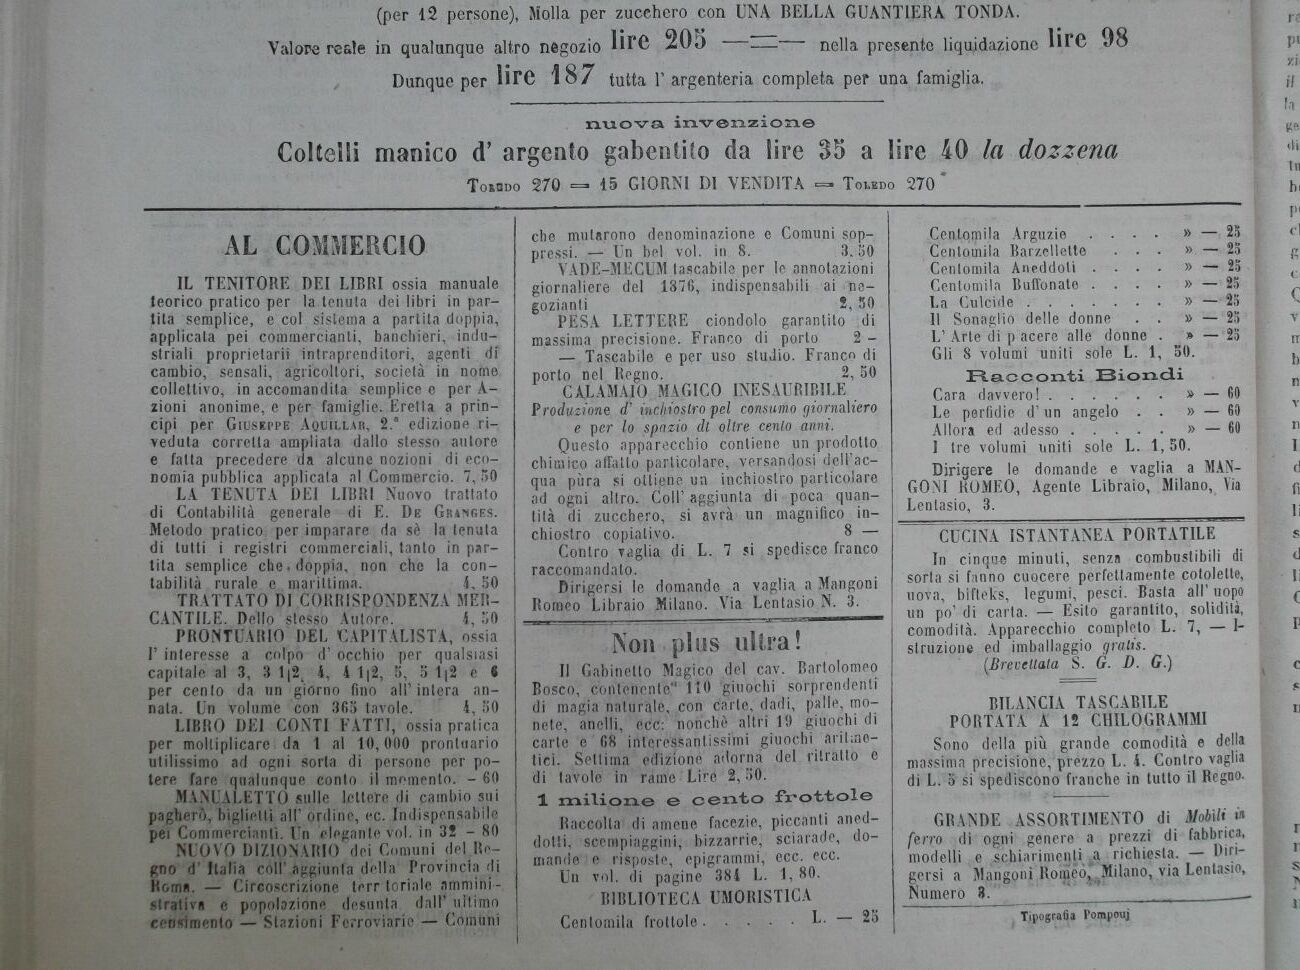 (per 12 persone), Molla per zucchero con UNA BELLA GUANTIERA TONDA.
Valore reale in qualunque altro negozio lire 205 —=— nella presente liquidazione lire 98
Dunque per lire 187 tutta l' argenteria completa per una famiglia.
nuova invenzione
Coltelli manico d' argento gabentito da lire 35 a lire 40 la dozzena
TOLEDO 270 = 15 GIORNI DI VENDITA = TOLEDO 270
AL COMMERCIO
IL TENITORE DEI LIBRI ossia manuale
teorico pratico per la tenuta dei libri in par-
tita semplice, e col sistema a partita doppia,
applicata pei commercianti, banchieri, indu-
striali proprietarii intraprenditori, agenti di
cambio, sensali, agricoltori, società in nome
collettivo, in accomandita semplice e per A-
zioni anonime, e per famiglie. Eretta a prin-
cipi per GIUSEPPE AQUILLAR, 2.ª edizione ri-
veduta corretta ampliata dallo stesso autore
e fatta precedere da alcune nozioni di eco-
nomia pubblica applicata al Commercio. 7,50
LA TENUTA DEI LIBRI Nuovo trattato
di Contabilità generale di E. DE GRANGES.
Metodo pratico per imparare da sè la tenuta
di tutti i registri commerciali, tanto in par-
tita semplice che doppia, non che la con-
tabilità rurale e marittima. 4,50
TRATTATO DI CORRISPONDENZA MER-
CANTILE. Dello stesso Autore. 4,50
PRONTUARIO DEL CAPITALISTA, ossia
l' interesse a colpo d' occhio per qualsiasi
capitale al 3, 3 1|2, 4, 4 1|2, 5, 5 1|2 e 6
per cento da un giorno fino all' intera an-
nata. Un volume con 365 tavole. 4,50
LIBRO DEI CONTI FATTI, ossia pratica
per moltiplicare da 1 al 10,000 prontuario
utilissimo ad ogni sorta di persone per po-
tere fare qualunque conto il memento. — 60
MANUALETTO sulle lettere di cambio sui
pagherò, biglietti all' ordine, ec. Indispensabile
pei Commercianti. Un elegante vol. in 32 - 80
NUOVO DIZIONARIO dei Comuni del Re-
gno d' Italia coll' aggiunta della Provincia di
Roma. — Circoscrizione terr toriale ammini-
strativa e popolazione desunta dall' ultimo
censimento — Stazioni Ferroviarie — Comuni
che mutarono denominazione e Comuni sop-
pressi. — Un bel vol. in 8. 3.50
VADE-MECUM tascabile per le annotazioni
giornaliere del 1876, indispensabili ai ne-
gozianti 2,50
PESA LETTERE ciondolo garantito di
massima precisione. Franco di porto 2 -
— Tascabile e per uso studio. Franco di
porto nel Regno. 2,50
CALAMAIO MAGICO INESAURIBILE
Produzione d' inchiostro pel consumo giornaliero
e per lo spazio di oltre cento anni.
Questo apparecchio contiene un prodotto
chimico affatto particolare, versandosi dell'ac-
qua pura si ottiene un inchiostro particolare
ad ogni altro. Coll' aggiunta di poca quan-
tità di zucchero, si avrà un magnifico in-
chiostro copiativo. 8 —
Contro vaglia di L. 7 si spedisce franco
raccomandato.
Dirigersi le domande a vaglia a Mangoni
Romeo Libraio Milano. Via Lentasio N. 3.
Non plus ultra!
Il Gabinetto Magico del cav. Bartolomeo
Bosco, contenente 110 giuochi sorprendenti
di magia naturale, con carte, dadi, palle, mo-
nete, anelli, ecc: nonchè altri 19 giuochi di
carte e 68 interessantissimi giuochi aritme-
tici. Settima edizione adorna del ritratto e
di tavole in rame Lire 2,50.
1 milione e cento frottole
Raccolta di amene facezie, piccanti aned-
dotti, scempiaggini, bizzarrie, sciarade, do-
mande e risposte, epigrammi, ecc. ecc.
Un vol. di pagine 384 L. 1,80.
BIBLIOTECA UMORISTICA
Centomila frottole . . . . . L. — 25
Centomila Arguzie . . . . » — 25
Centomila Barzellette . . . » — 25
Centomila Aneddoti . . . . » — 25
Centomila Buffonate . . . . » — 25
La Culcide . . . . . . . » — 25
Il Sonaglio delle donne . . » — 25
L' Arte di p acere alle donne . » — 25
Gli 8 volumi uniti sole L. 1, 50.
Racconti Biondi
Cara davvero! . . . . . . » — 60
Le perfidie d' un angelo . . » — 60
Allora ed adesso . . . . . » — 60
I tre volumi uniti sole L. 1,50.
Dirigere le domande e vaglia a MAN-
GONI ROMEO, Agente Libraio, Milano, Via
Lentasio, 3.
CUCINA ISTANTANEA PORTATILE
In cinque minuti, senza combustibili di
sorta si fanno cuocere perfettamente cotolette,
uova, bifteks, legumi, pesci. Basta all' uopo
un po' di carta. — Esito garantito, solidità,
comodità. Apparecchio completo L. 7, — I-
struzione ed imballaggio gratis.
(Brevettata S. G. D. G.)
BILANCIA TASCABILE
PORTATA A 12 CHILOGRAMMI
Sono della più grande comodità e della
massima precisione, prezzo L. 4. Contro vaglia
di L. 5 si spediscono franche in tutto il Regno.
GRANDE ASSORTIMENTO di Mobili in
ferro di ogni genere a prezzi di fabbrica,
modelli e schiarimenti a richiesta. — Diri-
gersi a Mangoni Romeo, Milano, via Lentasio,
Numero 3.
Tipografia Pompouj